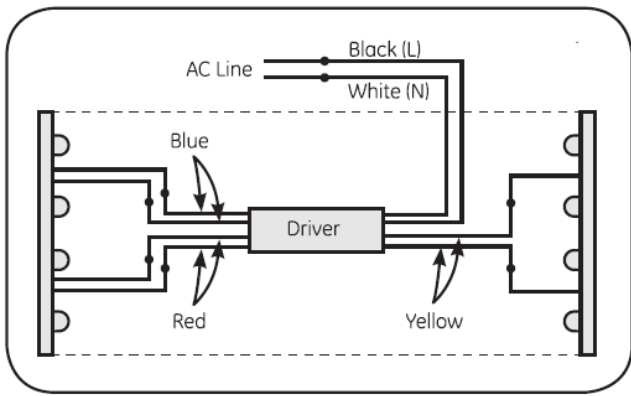 Black (L)
AC Line
White (N)
Blue
Driver
Red
Yellow